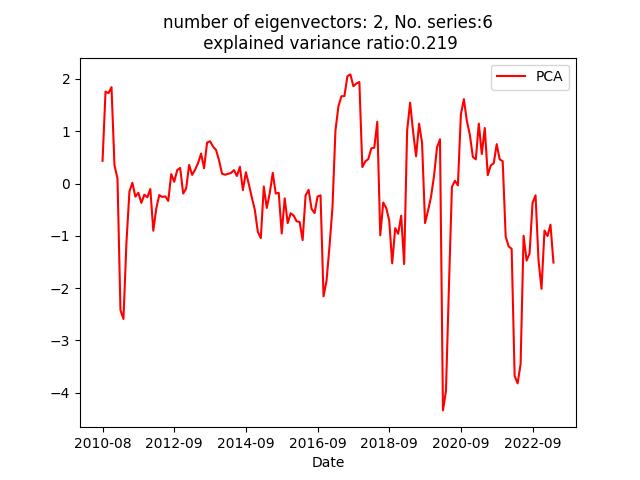 number of eigenvectors: 2, No. series:6
explained variance ratio:0.219
PCA
2
1
0
−1
−2
−3
−4
2010-08 2012-09 2014-09 2016-09 2018-09 2020-09 2022-09
Date